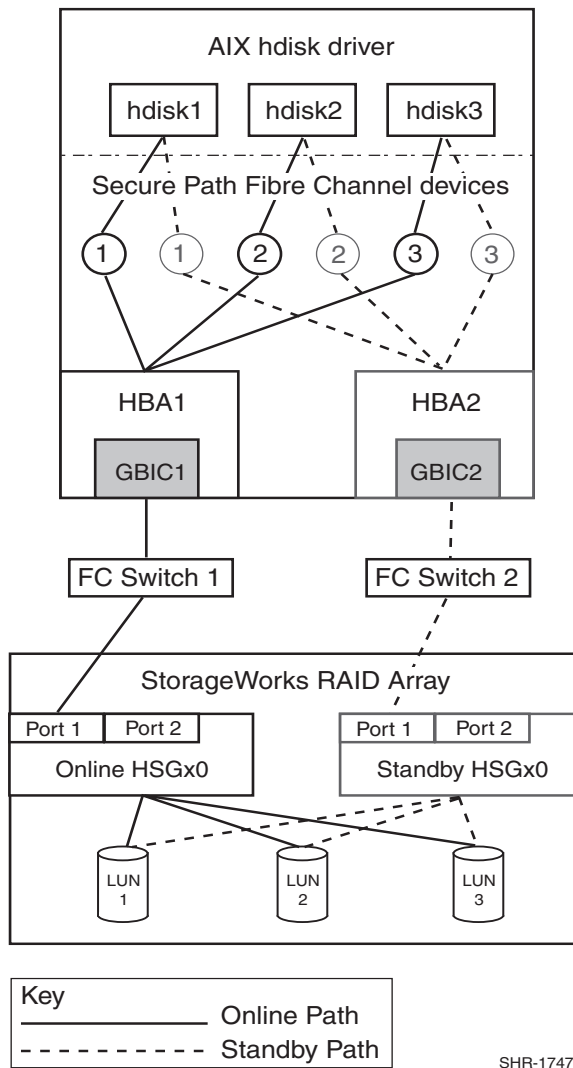 AIX hdisk driver
hdisk1 hdisk2 hdisk3
Secure Path Fibre Channel devices
1 1 2 2 3 3
HBA1 HBA2
GBIC1 GBIC2
FC Switch 1 FC Switch 2
StorageWorks RAID Array
Port 1 Port 2 Port 1 Port 2
Online HSGx0 Standby HSGx0
LUN LUN LUN
1 2 3
Key
Online Path
Standby Path
SHR-1747